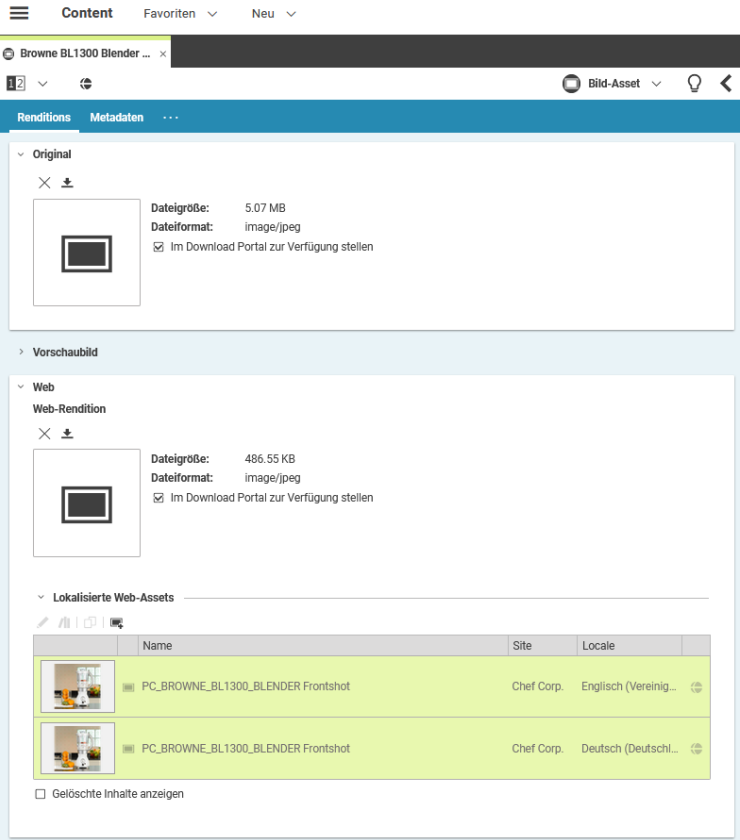 Content Favoriten Neu
Browne BL1300 Blender ...
12
Bild-Asset
Renditions Metadaten ...
Original
Dateigröße: 5.07 MB
Dateiformat: image/jpeg
Im Download Portal zur Verfügung stellen
Vorschaubild
Web
Web-Rendition
Dateigröße: 486.55 KB
Dateiformat: image/jpeg
Im Download Portal zur Verfügung stellen
Lokalisierte Web-Assets
Name Site Locale
PC_BROWNE_BL1300_BLENDER Frontshot Chef Corp. Englisch (Vereinig...
PC_BROWNE_BL1300_BLENDER Frontshot Chef Corp. Deutsch (Deutschl...
Gelöschte Inhalte anzeigen